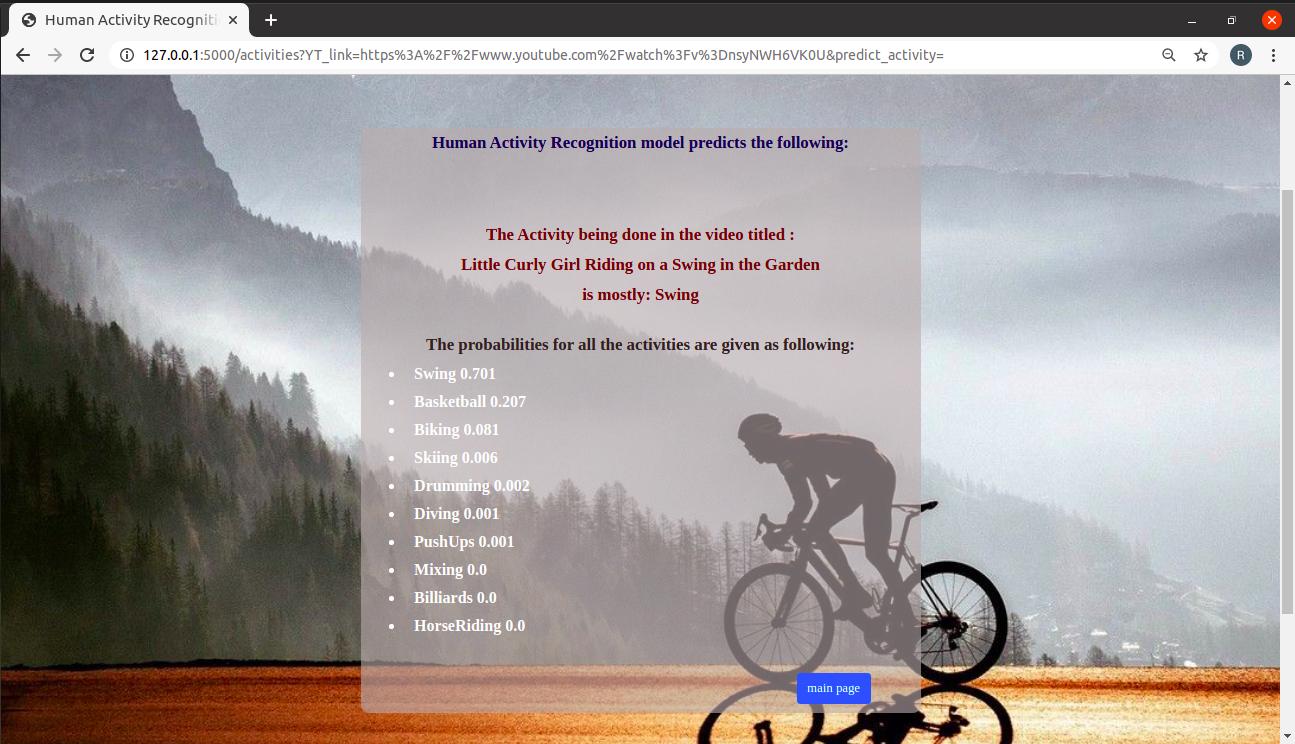 Human Activity Recogniti
127.0.0.1:5000/activities?YT_link=https%3A%2F%2Fwww.youtube.com%2Fwatch%3Fv%3DnsyNWH6VK0U&predict_activity=
R
Human Activity Recognition model predicts the following:
The Activity being done in the video titled :
Little Curly Girl Riding on a Swing in the Garden
is mostly: Swing
The probabilities for all the activities are given as following:
Swing 0.701
Basketball 0.207
Biking 0.081
Skiing 0.006
Drumming 0.002
Diving 0.001
PushUps 0.001
Mixing 0.0
Billiards 0.0
HorseRiding 0.0
main page